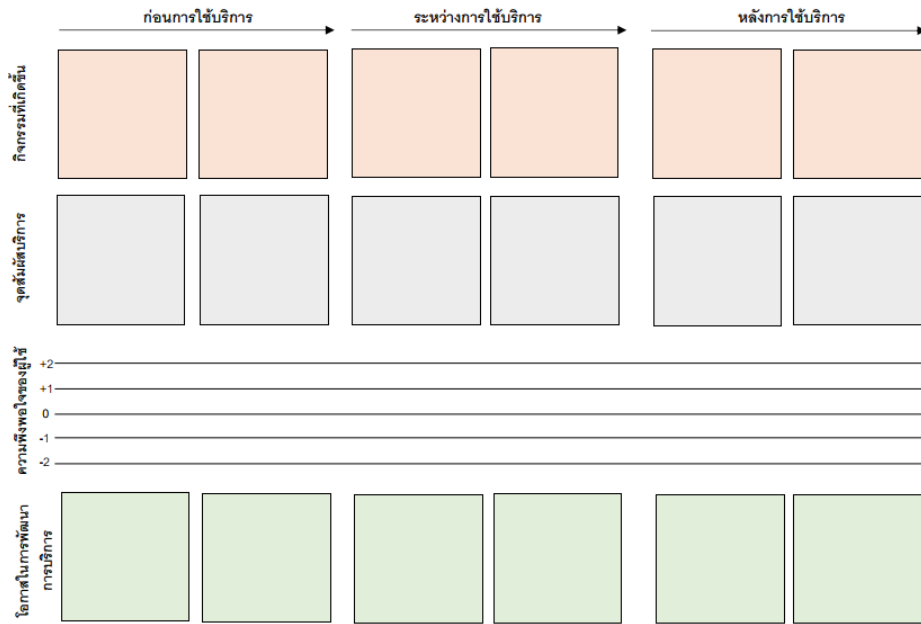 ก่อนการใช้บริการ
ระหว่างการใช้บริการ
หลังการใช้บริการ
กิจกรรมที่เกิดขึ้น
จุดสัมผัสบริการ
ความพึงพอใจของผู้ใช้
+2
+1
0
-1
-2
โอกาสในการพัฒนา
การบริการ